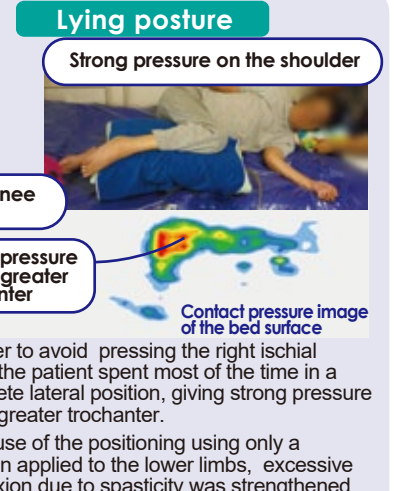 Lying posture
Strong pressure on the shoulder
nee
pressure
greater
nter
Contact pressure image
of the bed surface
er to avoid pressing the right ischial
the patient spent most of the time in a
ete lateral position, giving strong pressure
greater trochanter.
use of the positioning using only a
n applied to the lower limbs, excessive
xion due to spasticity was strengthened